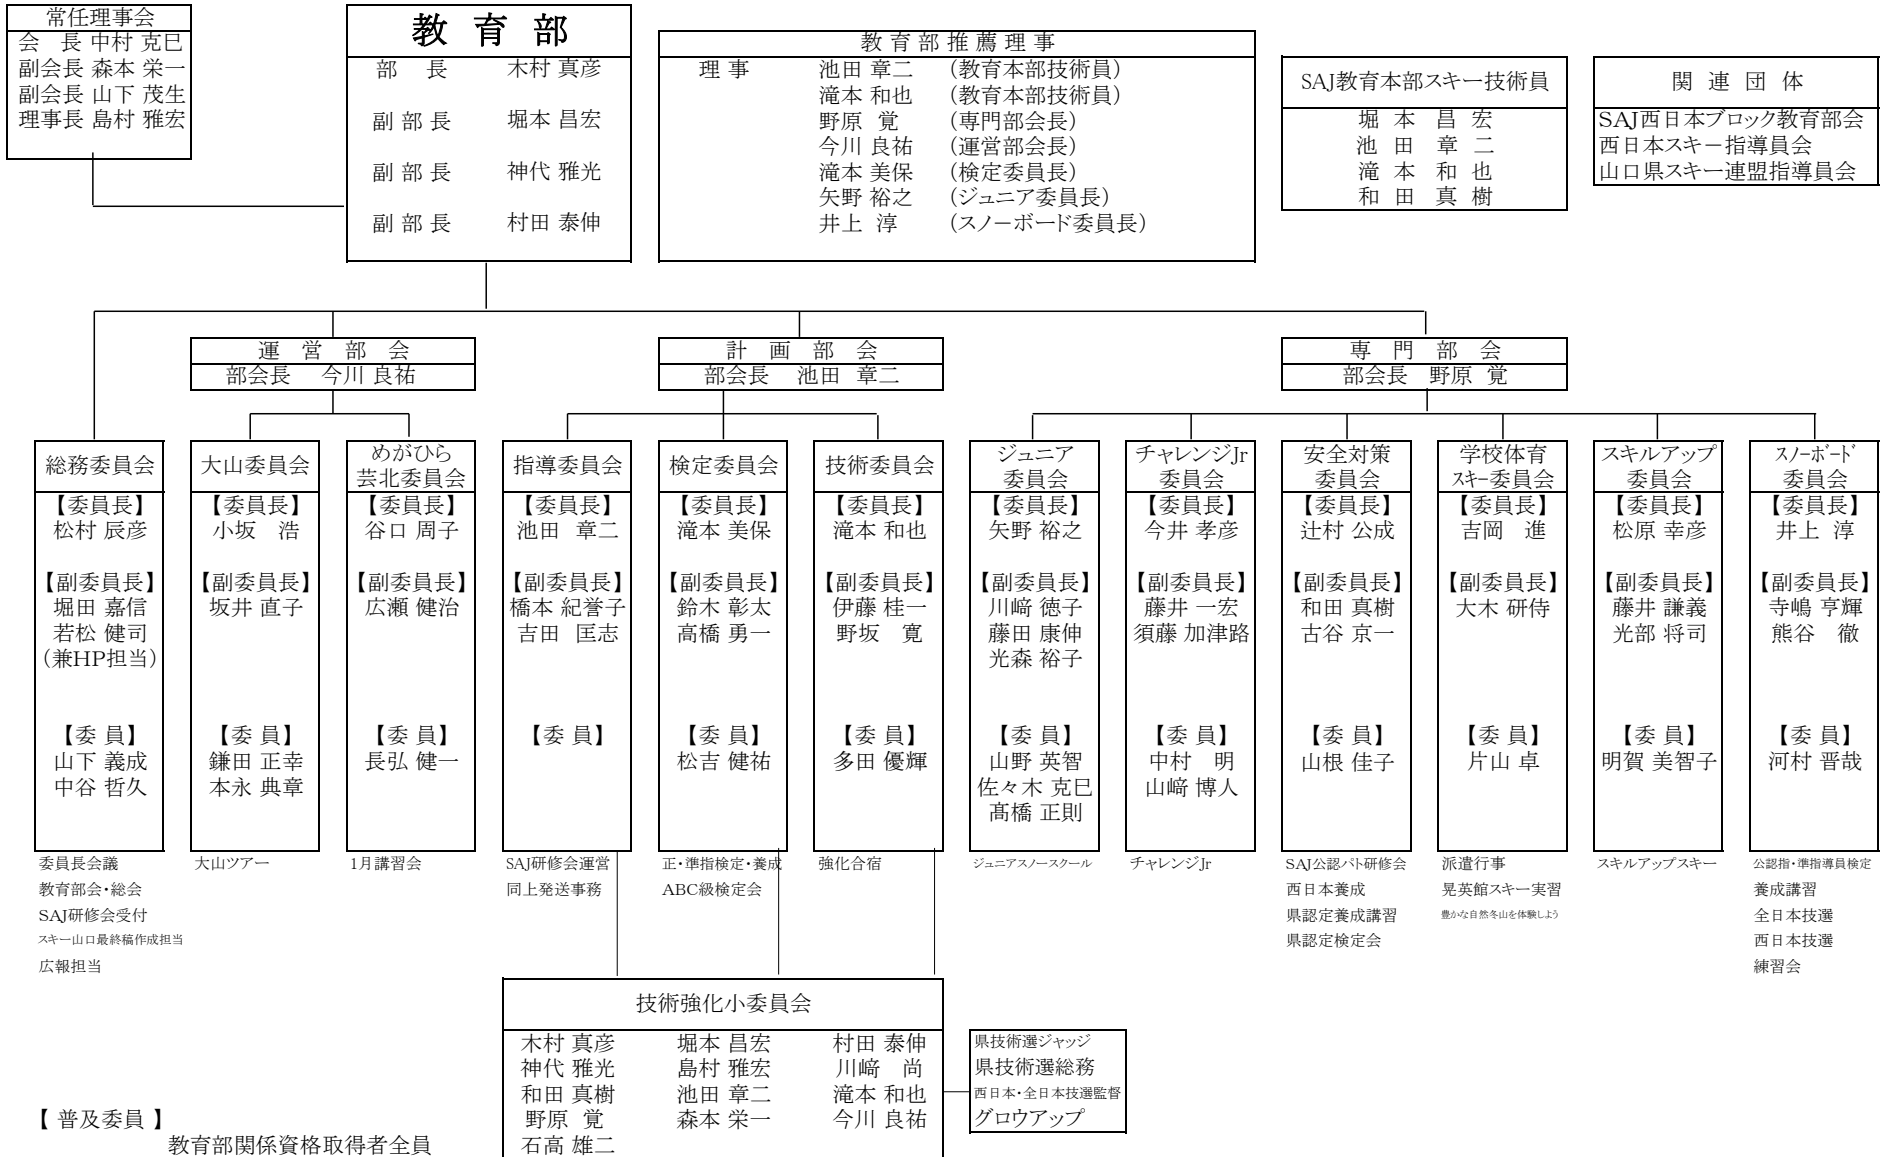 常任理事会
会　長 中村 克巳
副会長 森本 栄一
副会長 山下 茂生
理事長 島村 雅宏
教 育 部
部　長 木村 真彦
副 部 長 堀本 昌宏
副 部 長 神代 雅光
副 部 長 村田 泰伸
教 育 部 推 薦 理 事
理 事 池田 章二 （教育本部技術員）
滝本 和也 （教育本部技術員）
野原 覚 （専門部会長）
今川 良祐 （運営部会長）
滝本 美保 （検定委員長）
矢野 裕之 （ジュニア委員長）
井上 淳 （スノーボード委員長）
SAJ教育本部スキー技術員
堀 本 昌 宏
池 田 章 二
滝 本 和 也
和 田 真 樹
関 連 団 体
SAJ西日本ブロック教育部会
西日本スキー指導員会
山口県スキー連盟指導員会
運 営 部 会
部会長 今川 良祐
計 画 部 会
部会長 池田 章二
専 門 部 会
部会長 野原 覚
総務委員会
【委員長】
松村 辰彦
【副委員長】
堀田 嘉信
若松 健司
（兼HP担当）
【委 員】
山下 義成
中谷 哲久
委員長会議
教育部会・総会
SAJ研修会受付
スキー山口最終稿作成担当
広報担当
大山委員会
【委員長】
小坂 浩
【副委員長】
坂井 直子
【委 員】
鎌田 正幸
本永 典章
大山ツアー
めがひら
芸北委員会
【委員長】
谷口 周子
【副委員長】
広瀬 健治
【委 員】
長弘 健一
1月講習会
指導委員会
【委員長】
池田 章二
【副委員長】
橋本 紀誉子
吉田 匡志
【委 員】
SAJ研修会運営
同上発送事務
検定委員会
【委員長】
滝本 美保
【副委員長】
鈴木 彰太
高橋 勇一
【委 員】
松吉 健祐
正・準指検定・養成
ABC級検定会
技術委員会
【委員長】
滝本 和也
【副委員長】
伊藤 桂一
野坂 寛
【委 員】
多田 優輝
強化合宿
ジュニア
委員会
【委員長】
矢野 裕之
【副委員長】
川﨑 徳子
藤田 康伸
光森 裕子
【委 員】
山野 英智
佐々木 克巳
髙橋 正則
ジュニアスノースクール
チャレンジJr
委員会
【委員長】
今井 孝彦
【副委員長】
藤井 一宏
須藤 加津路
【委 員】
中村 明
山﨑 博人
チャレンジJr
安全対策
委員会
【委員長】
辻村 公成
【副委員長】
和田 真樹
古谷 京一
【委 員】
山根 佳子
SAJ公認パト研修会
西日本養成
県認定養成講習
県認定検定会
学校体育
スキー委員会
【委員長】
吉岡 進
【副委員長】
大木 研侍
【委 員】
片山 卓
派遣行事
晃英館スキー実習
豊かな自然冬山を体験しよう
スキルアップ
委員会
【委員長】
松原 幸彦
【副委員長】
藤井 謙義
光部 将司
【委 員】
明賀 美智子
スキルアップスキー
スノーボード
委員会
【委員長】
井上 淳
【副委員長】
寺嶋 亨輝
熊谷 徹
【委 員】
河村 晋哉
公認指・準指導員検定
養成講習
全日本技選
西日本技選
練習会
技術強化小委員会
木村 真彦 堀本 昌宏 村田 泰伸
神代 雅光 島村 雅宏 川﨑 尚
和田 真樹 池田 章二 滝本 和也
野原 覚 森本 栄一 今川 良祐
石高 雄二
県技術選ジャッジ
県技術選総務
西日本・全日本技選監督
グロウアップ
【 普及委員 】
教育部関係資格取得者全員